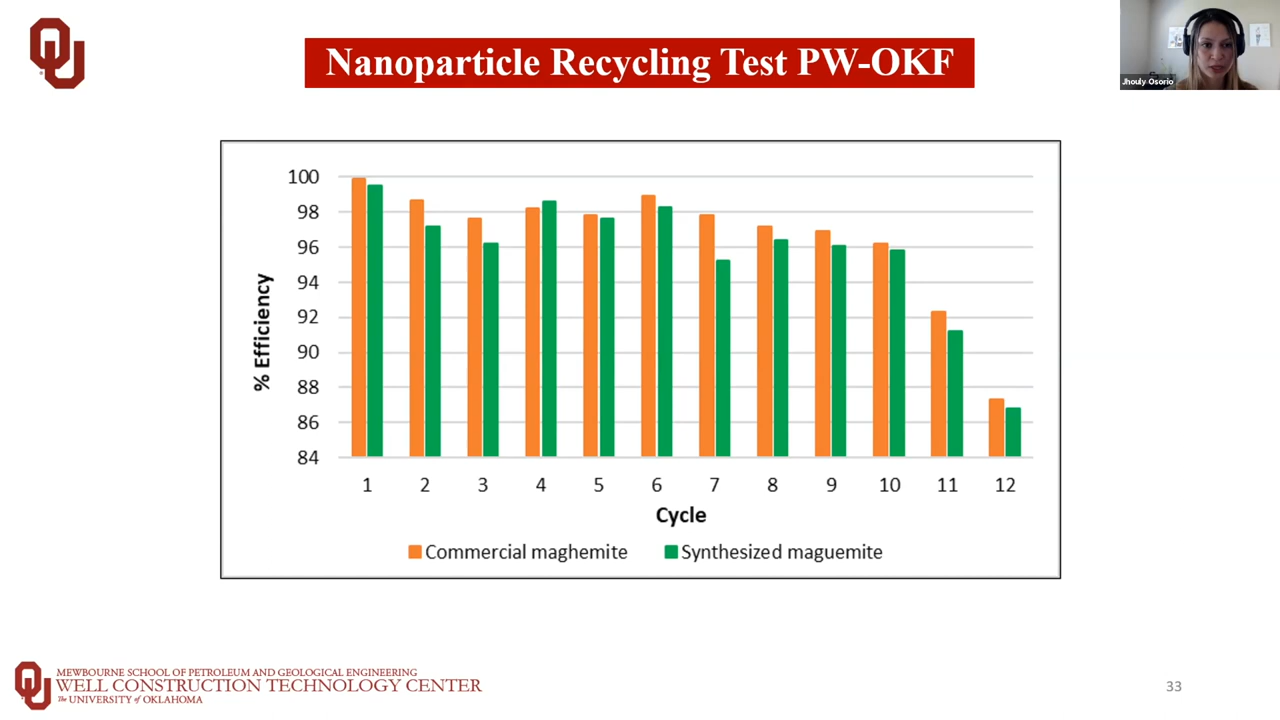 Nanoparticle Recycling Test PW-OKF
Jhouly Osorio
% Efficiency
100
98
96
94
92
90
88
86
84
1 2 3 4 5 6 7 8 9 10 11 12
Cycle
Commercial maghemite Synthesized maguemite
MEWBOURNE SCHOOL OF PETROLEUM AND GEOLOGICAL ENGINEERING
WELL CONSTRUCTION TECHNOLOGY CENTER
The UNIVERSITY of OKLAHOMA
33